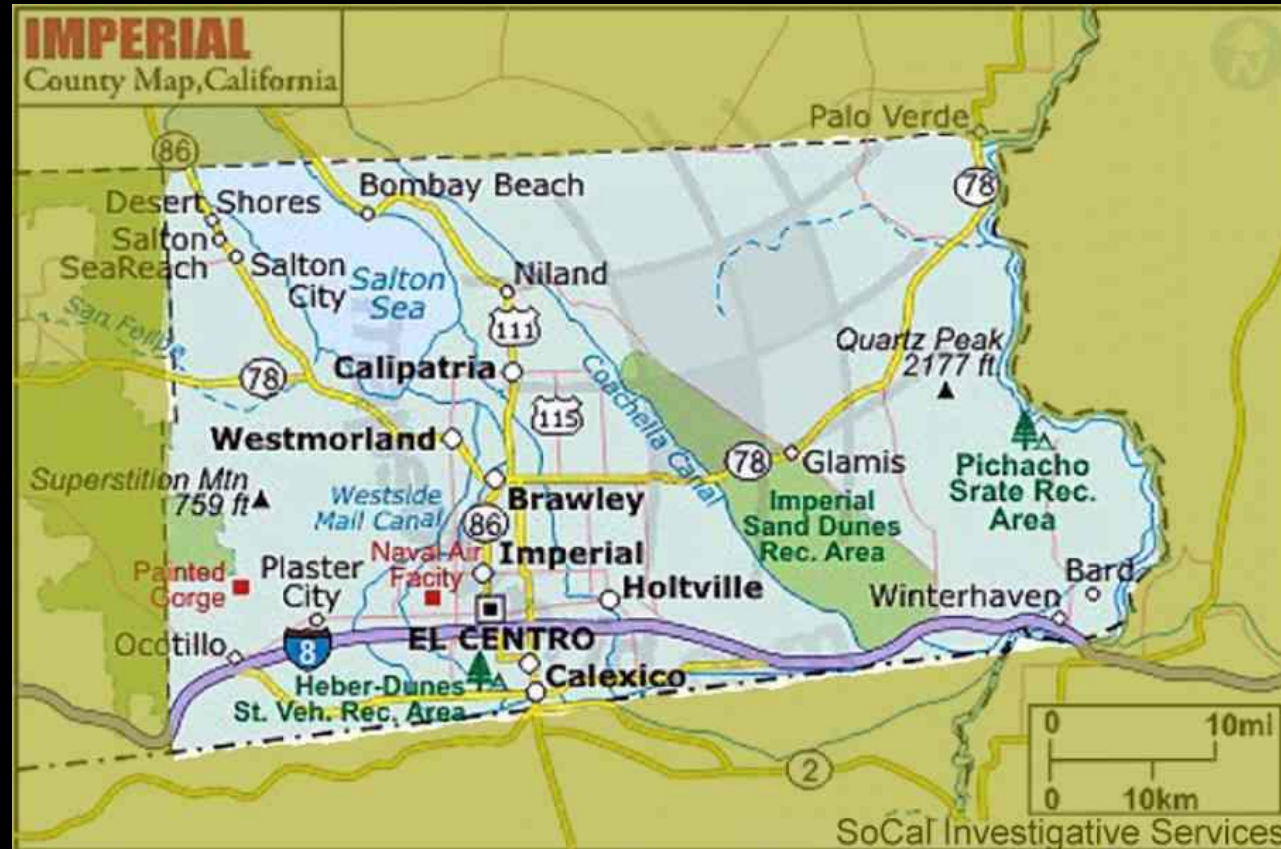 IMPERIAL
County Map,California
N
Palo Verde
86
78
Bombay Beach
Desert Shores
Salton
SeaReach
Salton
City
Salton
Sea
Niland
111
San Felipe
Quartz Peak
2177 ft.
78
Calipatria
115
Coachella Canal
Westmorland
78
Glamis
Pichacho
Srate Rec.
Area
Superstition Mtn
759 ft
Westside
Mail Canal
Brawley
86
Imperial
Sand Dunes
Rec. Area
Naval-Air
Facity
Imperial
Painted
Gorge
Plaster
City
Holtville
Bard
Winterhaven
EL CENTRO
Ocotillo
8
Calexico
Heber-Dunes
St. Veh. Rec. Area
2
0
10mi
0
10km
SoCal Investigative Services